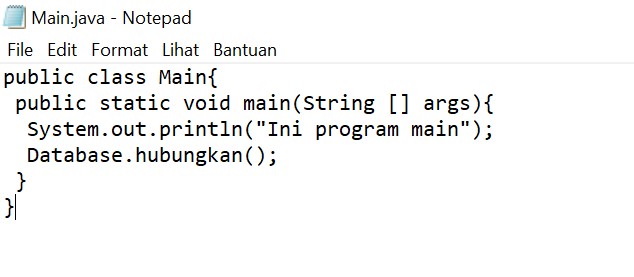 Main.java - Notepad
File Edit Format Lihat Bantuan
public class Main{
 public static void main(String [] args){
  System.out.println("Ini program main");
  Database.hubungkan();
 }
}